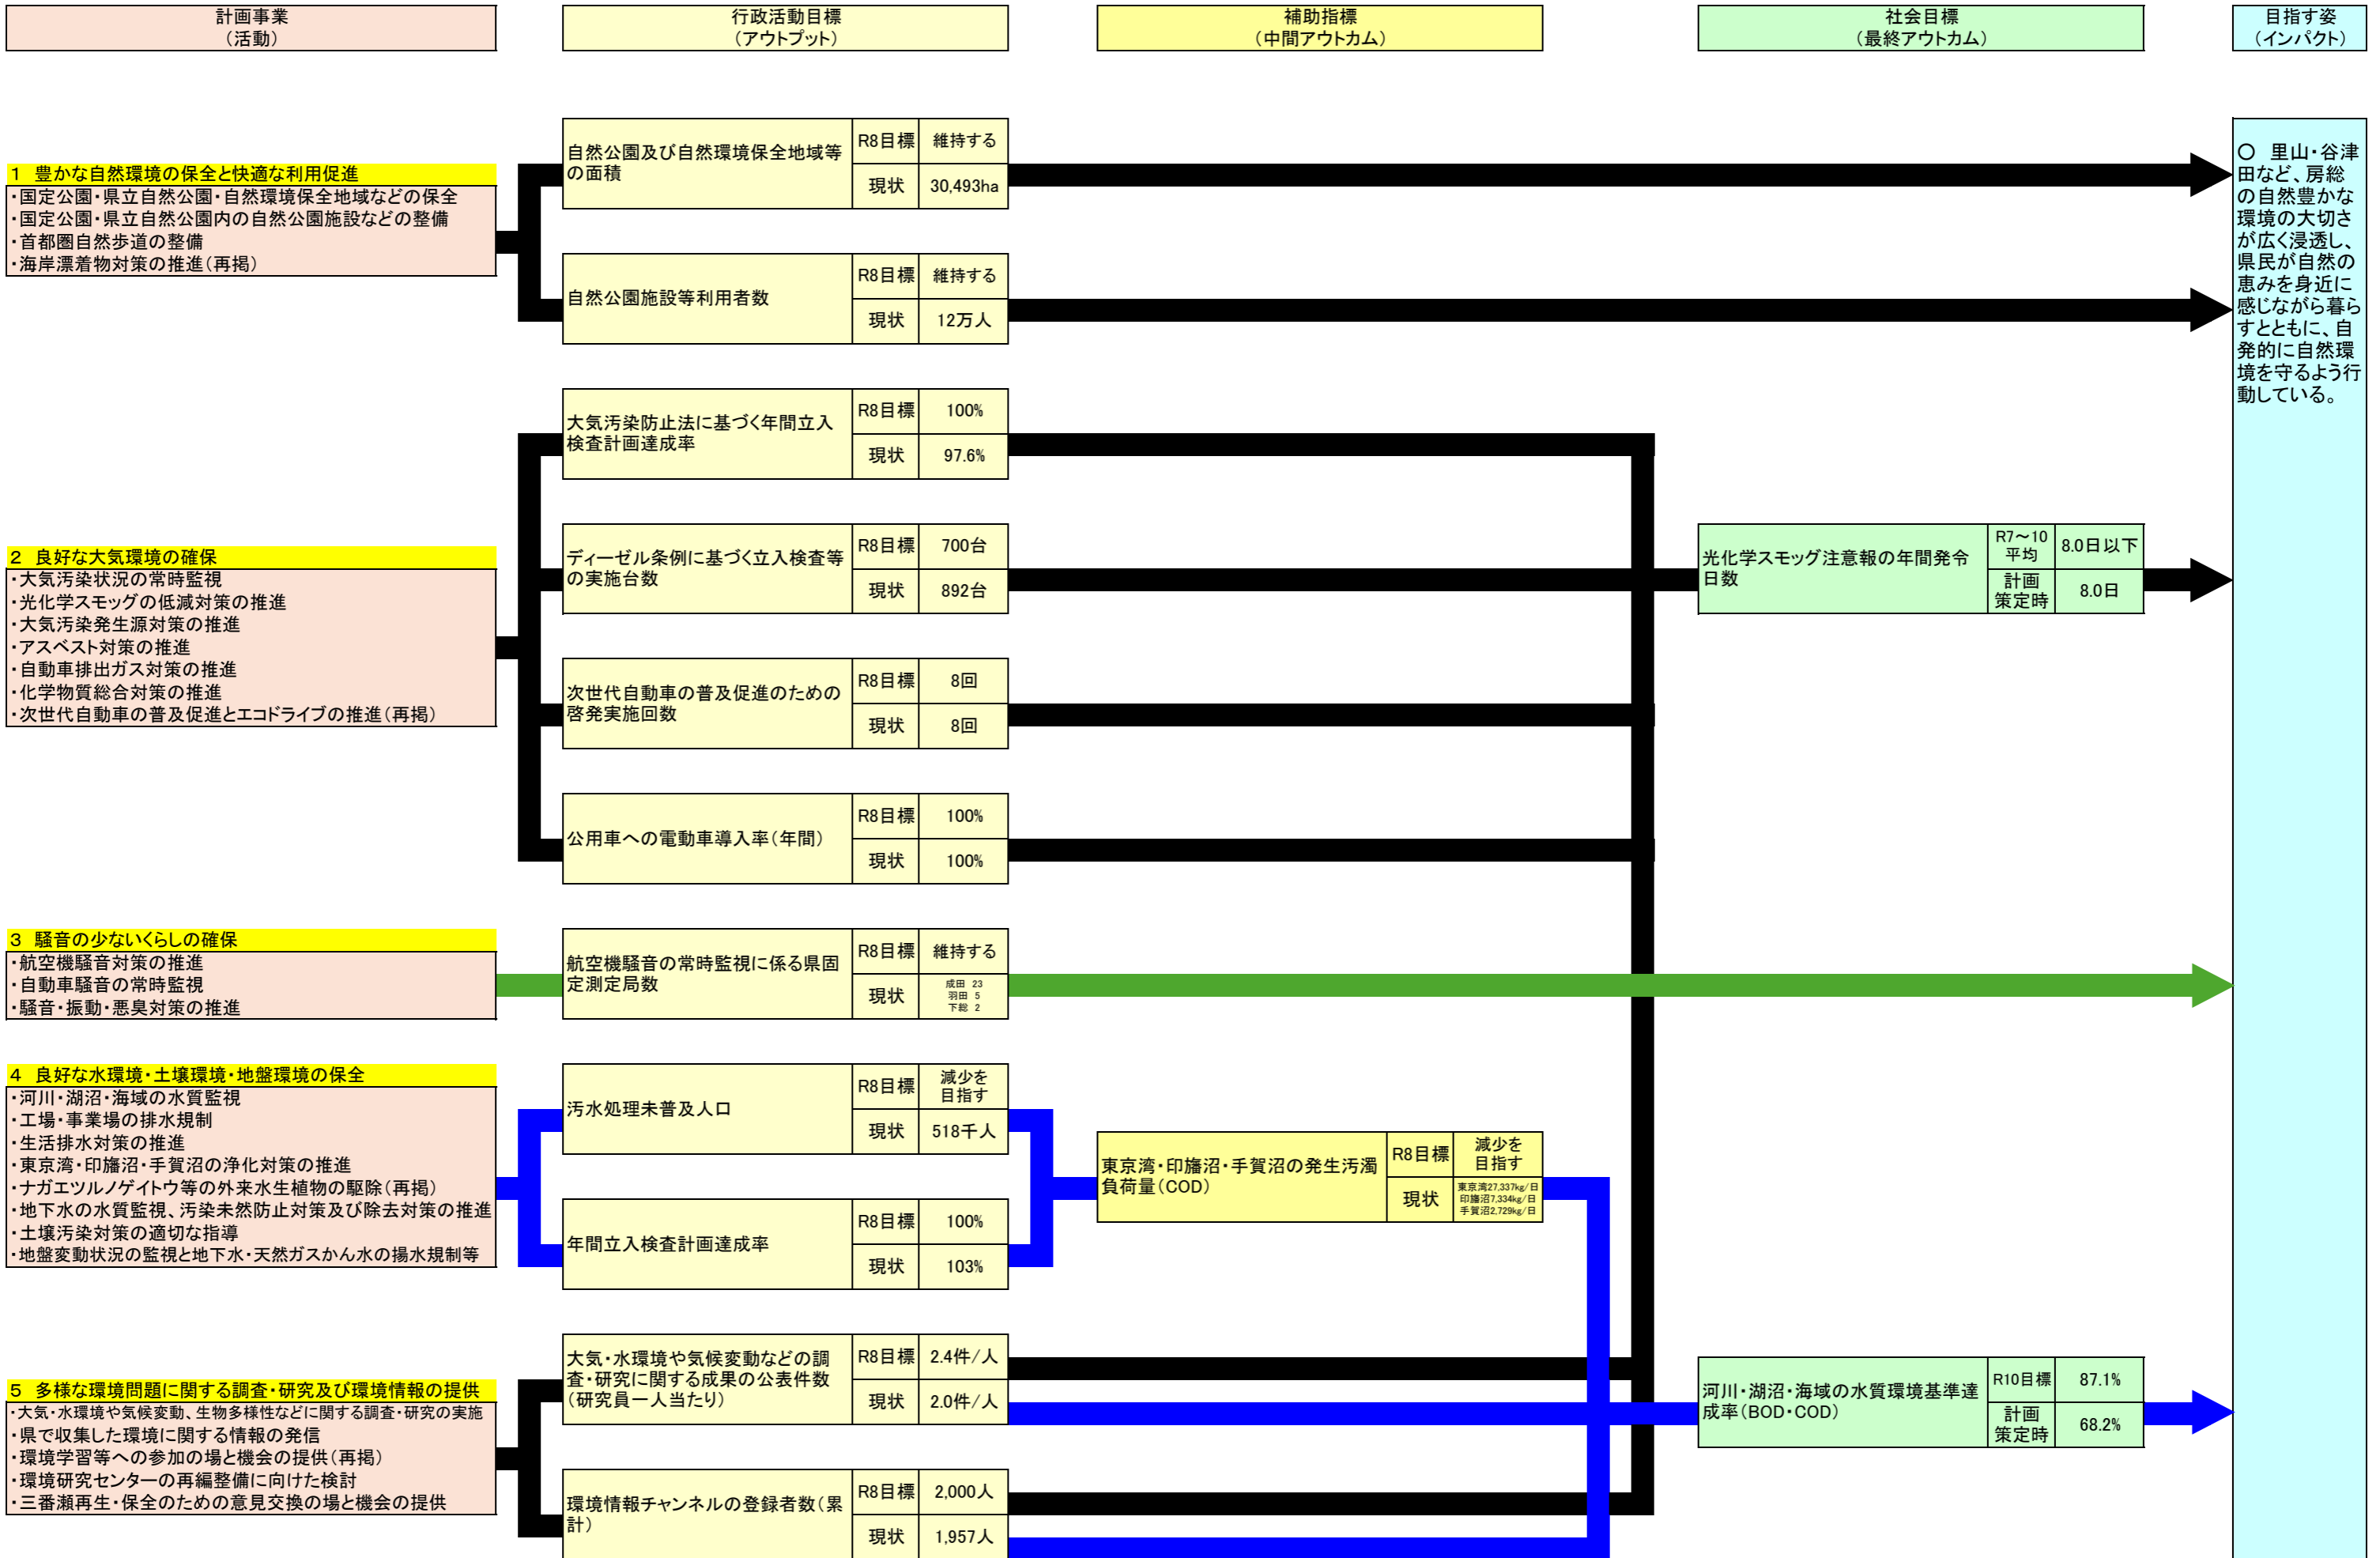 計画事業
（活動）
行政活動目標
（アウトプット）
補助指標
（中間アウトカム）
社会目標
（最終アウトカム）
目指す姿
（インパクト）
1　豊かな自然環境の保全と快適な利用促進
・国定公園・県立自然公園・自然環境保全地域などの保全
・国定公園・県立自然公園内の自然公園施設などの整備
・首都圏自然歩道の整備
・海岸漂着物対策の推進（再掲）
自然公園及び自然環境保全地域等
の面積
R8目標
維持する
現状
30,493ha
自然公園施設等利用者数
R8目標
維持する
現状
12万人
〇　里山・谷津
田など、房総
の自然豊かな
環境の大切さ
が広く浸透し、
県民が自然の
恵みを身近に
感じながら暮ら
すとともに、自
発的に自然環
境を守るよう行
動している。
2　良好な大気環境の確保
・大気汚染状況の常時監視
・光化学スモッグの低減対策の推進
・大気汚染発生源対策の推進
・アスベスト対策の推進
・自動車排出ガス対策の推進
・化学物質総合対策の推進
・次世代自動車の普及促進とエコドライブの推進（再掲）
大気汚染防止法に基づく年間立入
検査計画達成率
R8目標
100%
現状
97.6%
ディーゼル条例に基づく立入検査等
の実施台数
R8目標
700台
現状
892台
次世代自動車の普及促進のための
啓発実施回数
R8目標
8回
現状
8回
公用車への電動車導入率（年間）
R8目標
100%
現状
100%
光化学スモッグ注意報の年間発令
日数
R7～10
平均
8.0日以下
計画
策定時
8.0日
3　騒音の少ないくらしの確保
・航空機騒音対策の推進
・自動車騒音の常時監視
・騒音・振動・悪臭対策の推進
航空機騒音の常時監視に係る県固
定測定局数
R8目標
維持する
現状
成田　23
羽田　5
下総　2
4　良好な水環境・土壌環境・地盤環境の保全
・河川・湖沼・海域の水質監視
・工場・事業場の排水規制
・生活排水対策の推進
・東京湾・印旛沼・手賀沼の浄化対策の推進
・ナガエツルノゲイトウ等の外来水生植物の駆除（再掲）
・地下水の水質監視、汚染未然防止対策及び除去対策の推進
・土壌汚染対策の適切な指導
・地盤変動状況の監視と地下水・天然ガスかん水の揚水規制等
汚水処理未普及人口
R8目標
減少を
目指す
現状
518千人
年間立入検査計画達成率
R8目標
100%
現状
103%
東京湾・印旛沼・手賀沼の発生汚濁
負荷量（COD）
R8目標
減少を
目指す
現状
東京湾27,337kg/日
印旛沼7,334kg/日
手賀沼2,729kg/日
5　多様な環境問題に関する調査・研究及び環境情報の提供
・大気・水環境や気候変動、生物多様性などに関する調査・研究の実施
・県で収集した環境に関する情報の発信
・環境学習等への参加の場と機会の提供（再掲）
・環境研究センターの再編整備に向けた検討
・三番瀬再生・保全のための意見交換の場と機会の提供
大気・水環境や気候変動などの調
査・研究に関する成果の公表件数
（研究員一人当たり）
R8目標
2.4件/人
現状
2.0件/人
環境情報チャンネルの登録者数（累
計）
R8目標
2,000人
現状
1,957人
河川・湖沼・海域の水質環境基準達
成率（BOD・COD）
R10目標
87.1%
計画
策定時
68.2%